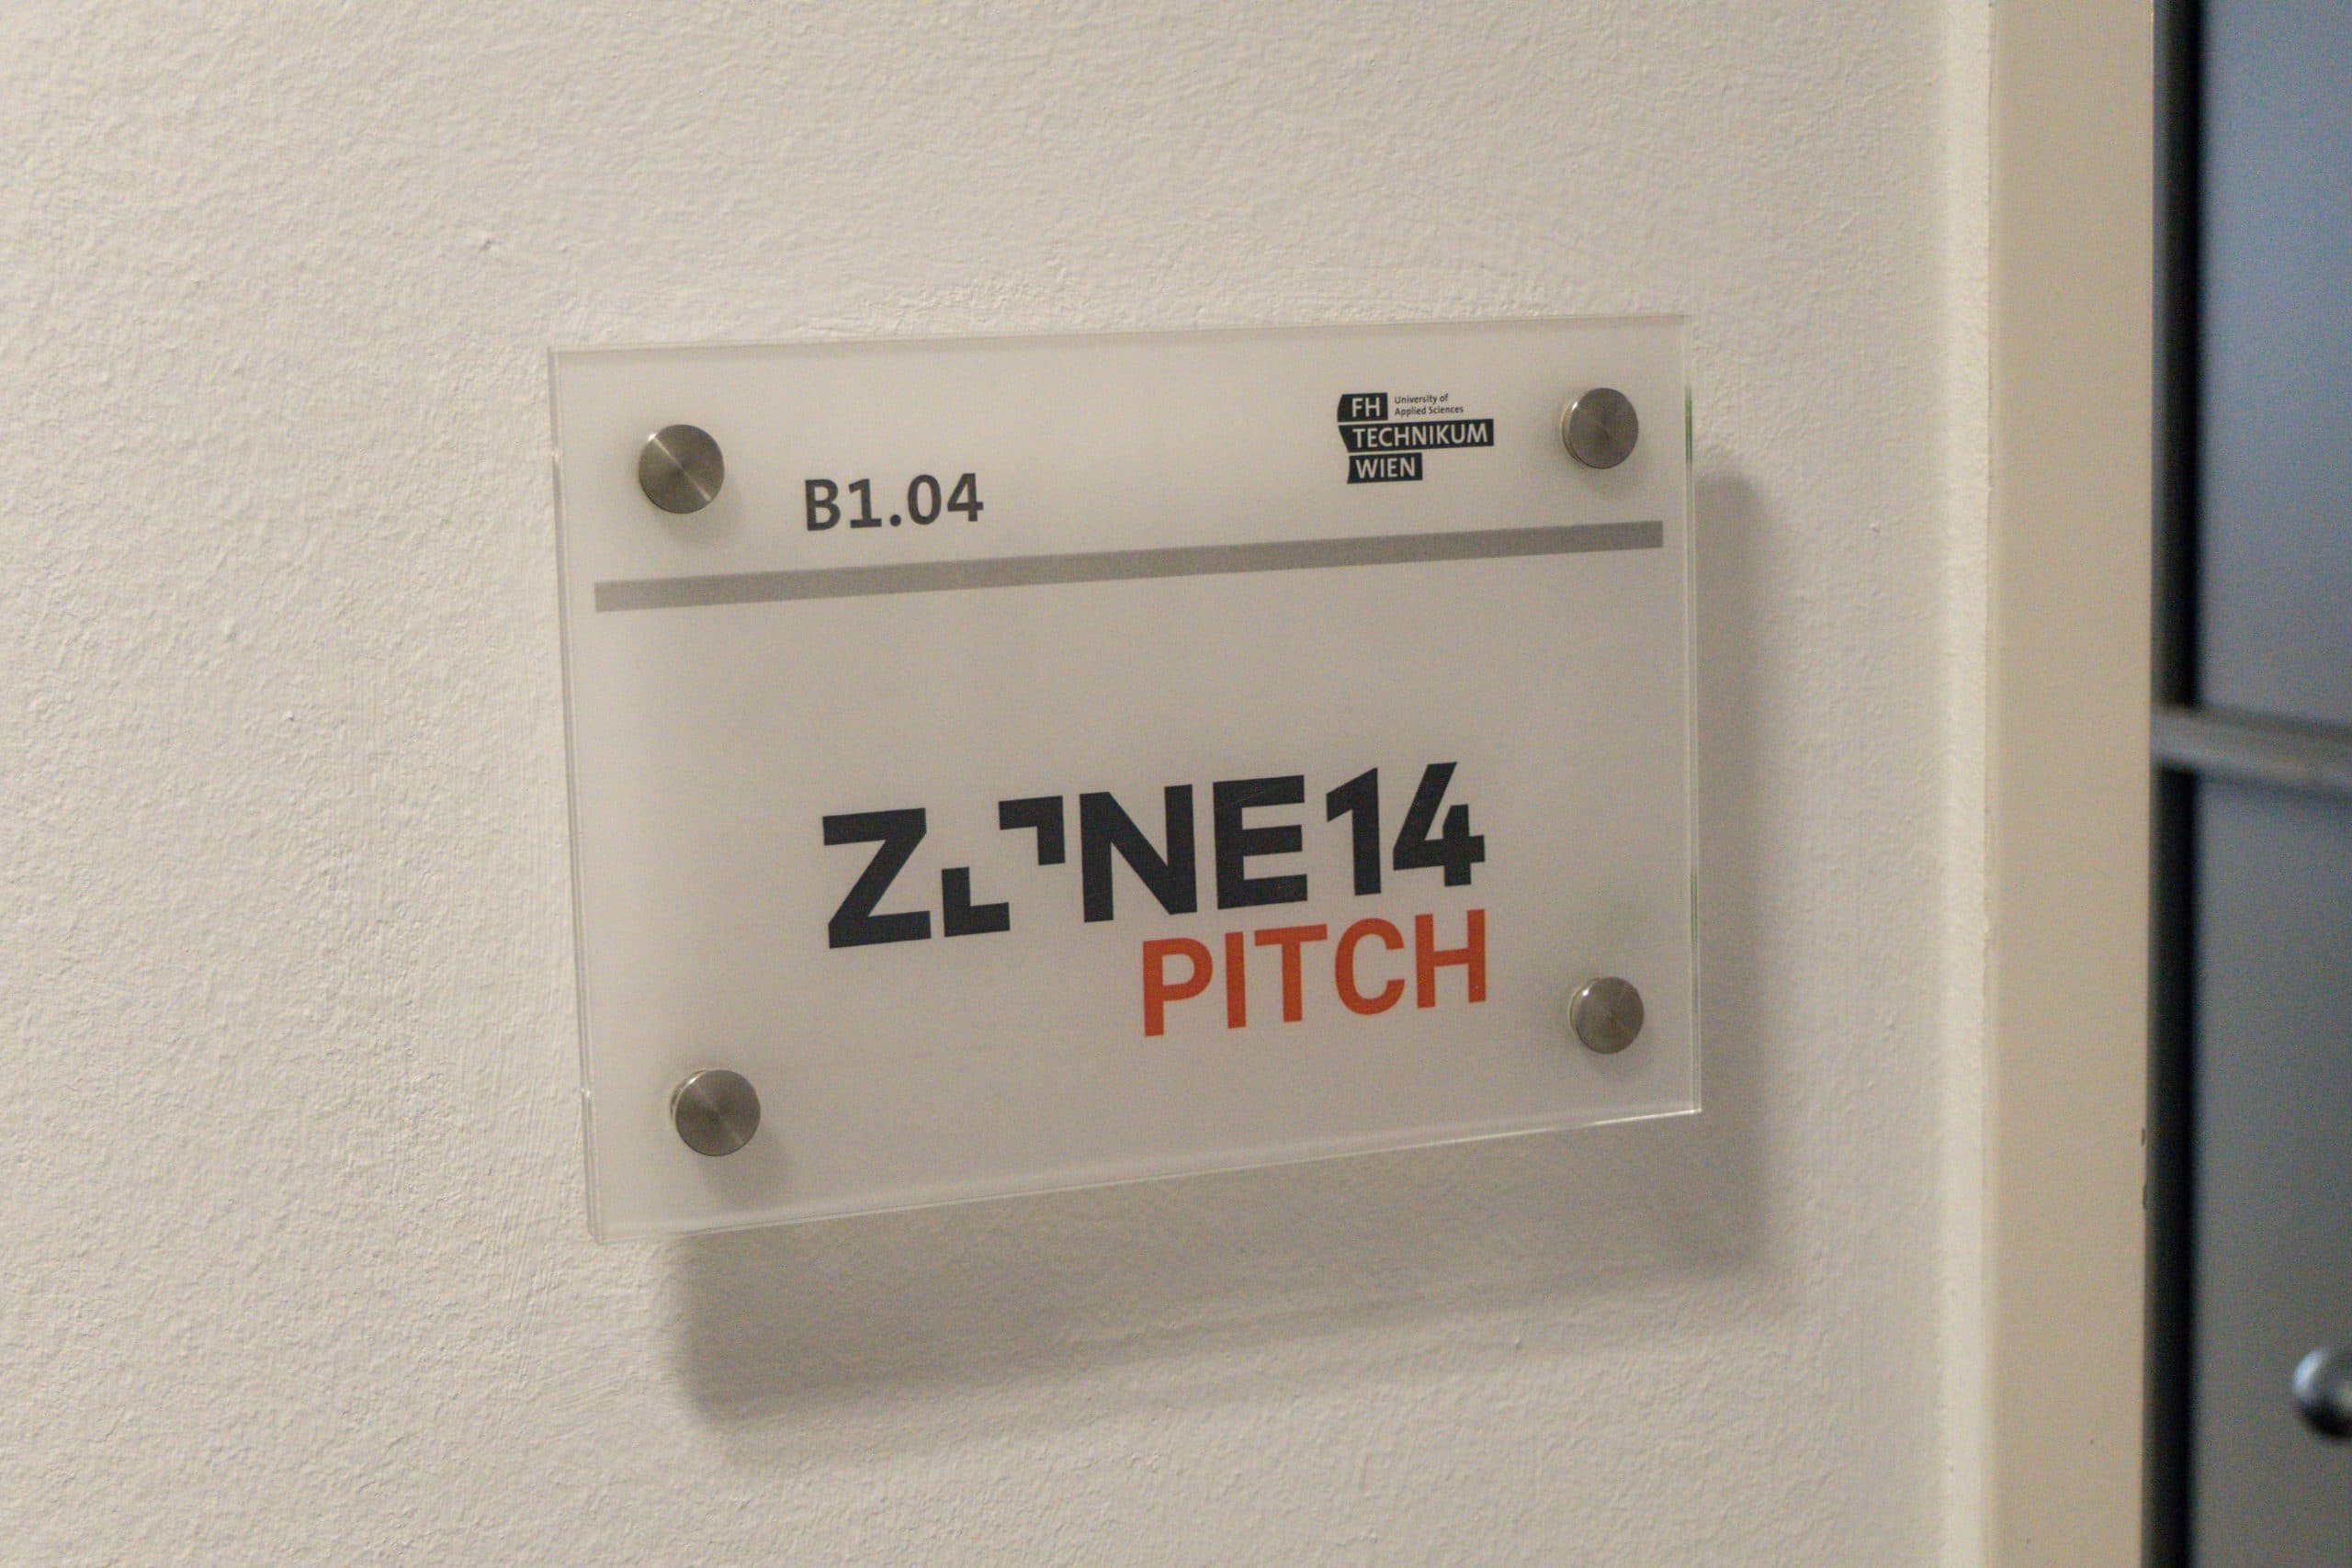 FH University of
Applied Sciences
TECHNIKUM
WIEN
B1.04
ZONE14
PITCH